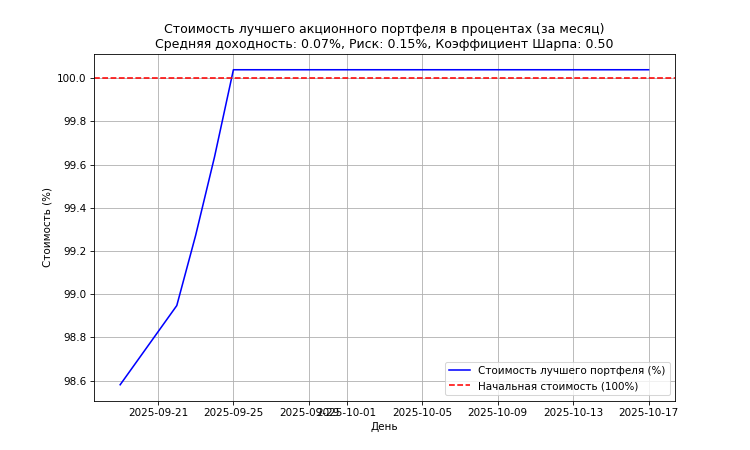 Стоимость лучшего акционного портфеля в процентах (за месяц)
Средняя доходность: 0.07%, Риск: 0.15%, Коэффициент Шарпа: 0.50
Стоимость (%)
100.0
99.8
99.6
99.4
99.2
99.0
98.8
98.6
Стоимость лучшего портфеля (%)
Начальная стоимость (100%)
2025-09-21 2025-09-25 2025-09-29 2025-10-01 2025-10-05 2025-10-09 2025-10-13 2025-10-17
День